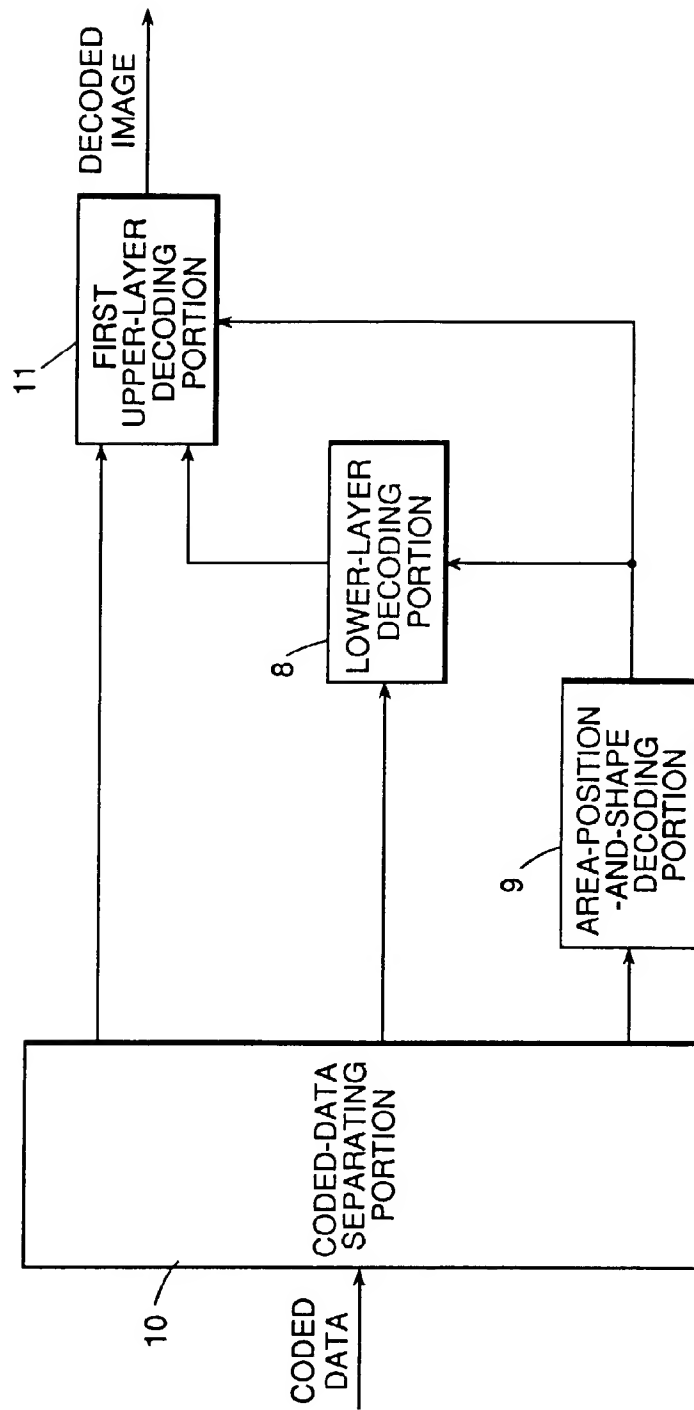 CODED
DATA
10
CODED-DATA
SEPARATING
PORTION
9
AREA-POSITION
-AND-SHAPE
DECODING
PORTION
8
LOWER-LAYER
DECODING
PORTION
11
FIRST
UPPER-LAYER
DECODING
PORTION
DECODED
IMAGE